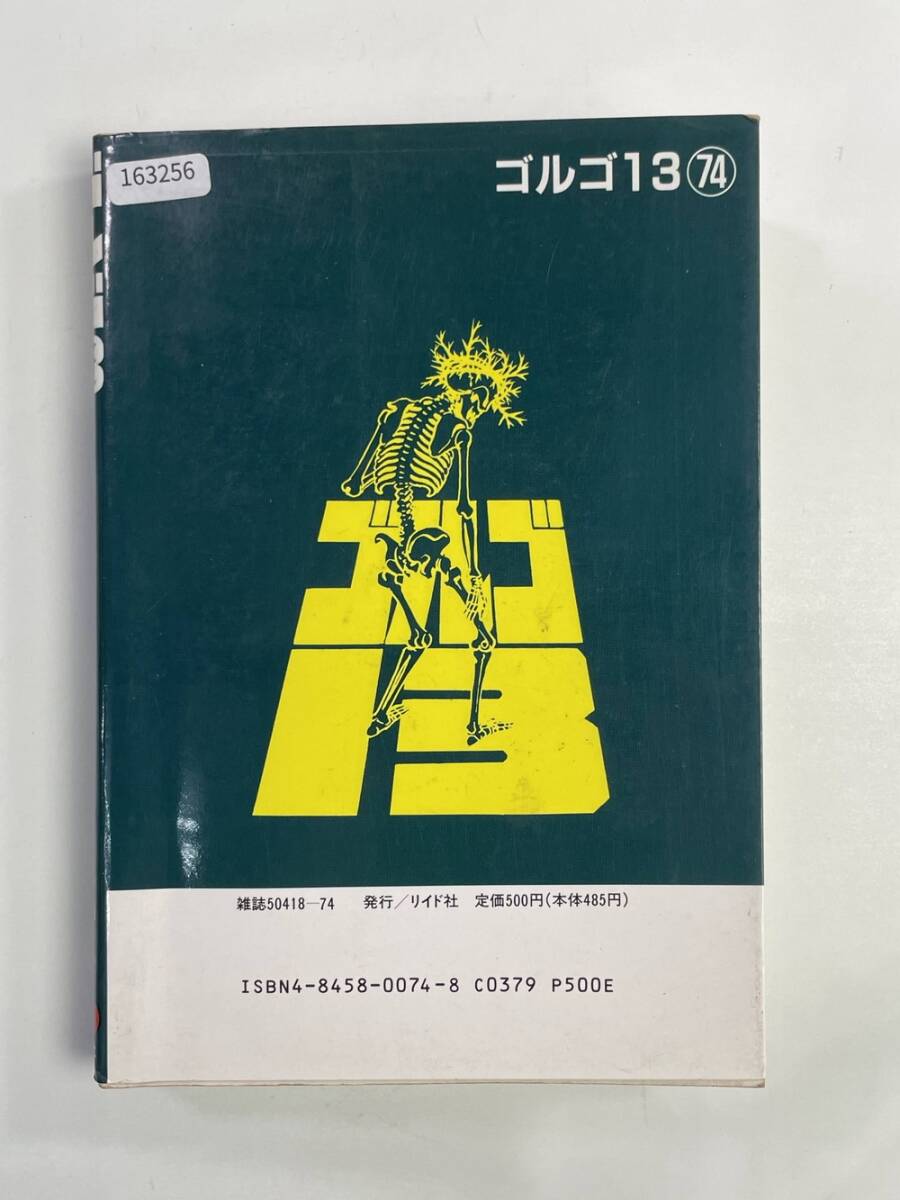 163256
ゴルゴ13㊄
ゴルゴ
13
雑誌50418—74 発行／リイド社 定価500円(本体485円)
ISBN4-8458-0074-8 C0379 P500E